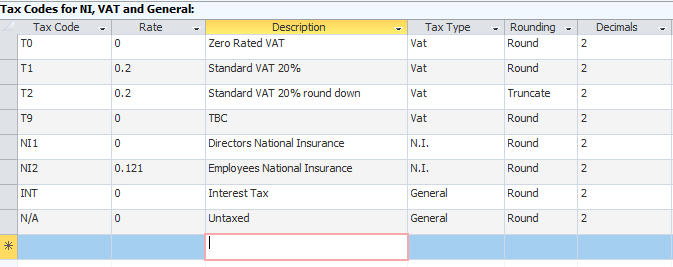 Tax Codes for NI, VAT and General:
Tax Code Rate Description Tax Type Rounding Decimals
T0 0 Zero Rated VAT Vat Round 2
T1 0.2 Standard VAT 20% Vat Round 2
T2 0.2 Standard VAT 20% round down Vat Truncate 2
T9 0 TBC Vat Round 2
NI1 0 Directors National Insurance N.I. Round 2
NI2 0.121 Employees National Insurance N.I. Round 2
INT 0 Interest Tax General Round 2
N/A 0 Untaxed General Round 2